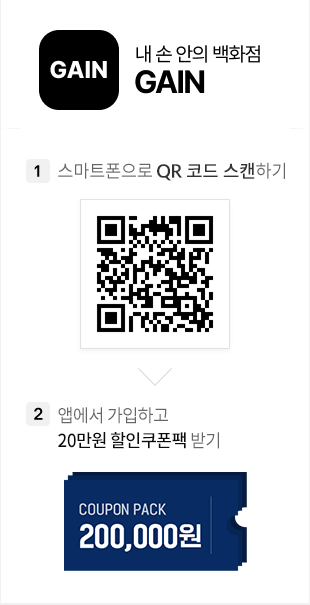 GAIN
내 손 안의 백화점
GAIN
1 스마트폰으로 QR 코드 스캔하기
2 앱에서 가입하고
20만원 할인쿠폰팩 받기
COUPON PACK
200,000원